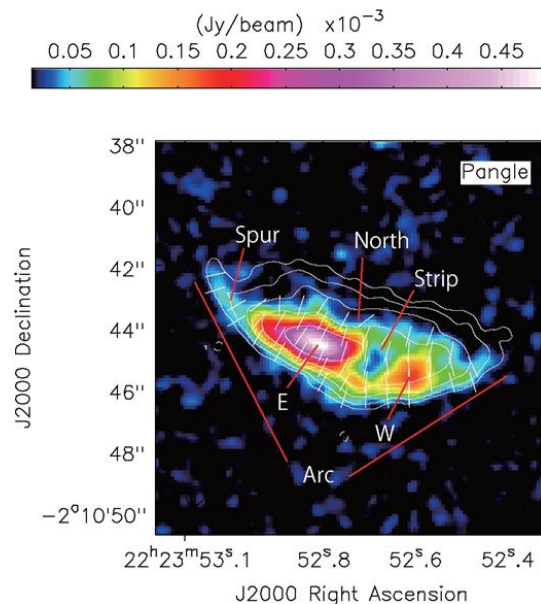 (Jy/beam) x10⁻³
0.05 0.1 0.15 0.2 0.25 0.3 0.35 0.4 0.45
38"
Pangle
40"
Spur
North
42"
Strip
44"
J2000 Declination
46"
E
W
48"
Arc
−2°10'50"
22ʰ23ᵐ53ˢ.1 52ˢ.8 52ˢ.6 52ˢ.4
J2000 Right Ascension